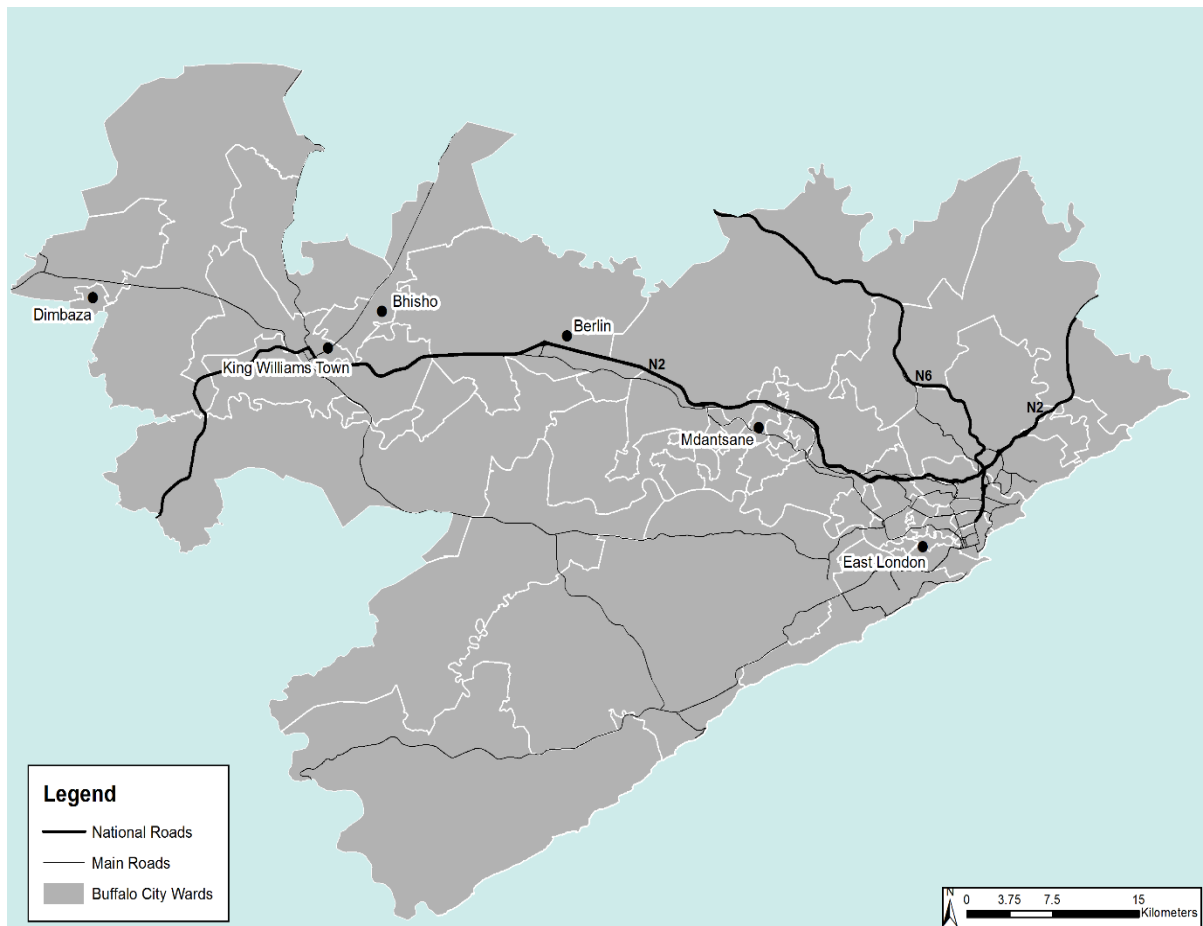 Bhisho
Dimbaza
Berlin
King Williams Town
N2
N6
N2
Mdantsane
East London
Legend
National Roads
Main Roads
Buffalo City Wards
N
0 3.75 7.5 15
Kilometers